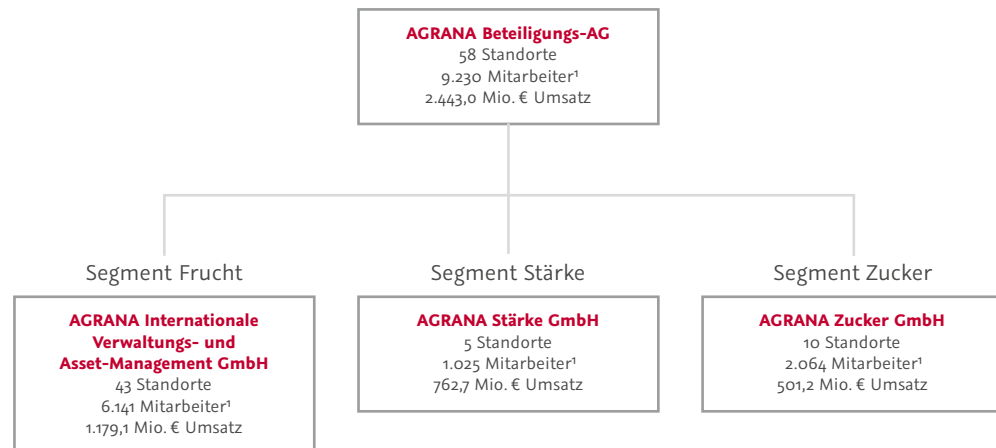 AGRANA Beteiligungs-AG
58 Standorte
9.230 Mitarbeiter¹
2.443,0 Mio. € Umsatz
Segment Frucht
AGRANA Internationale
Verwaltungs- und
Asset-Management GmbH
43 Standorte
6.141 Mitarbeiter¹
1.179,1 Mio. € Umsatz
Segment Stärke
AGRANA Stärke GmbH
5 Standorte
1.025 Mitarbeiter¹
762,7 Mio. € Umsatz
Segment Zucker
AGRANA Zucker GmbH
10 Standorte
2.064 Mitarbeiter¹
501,2 Mio. € Umsatz